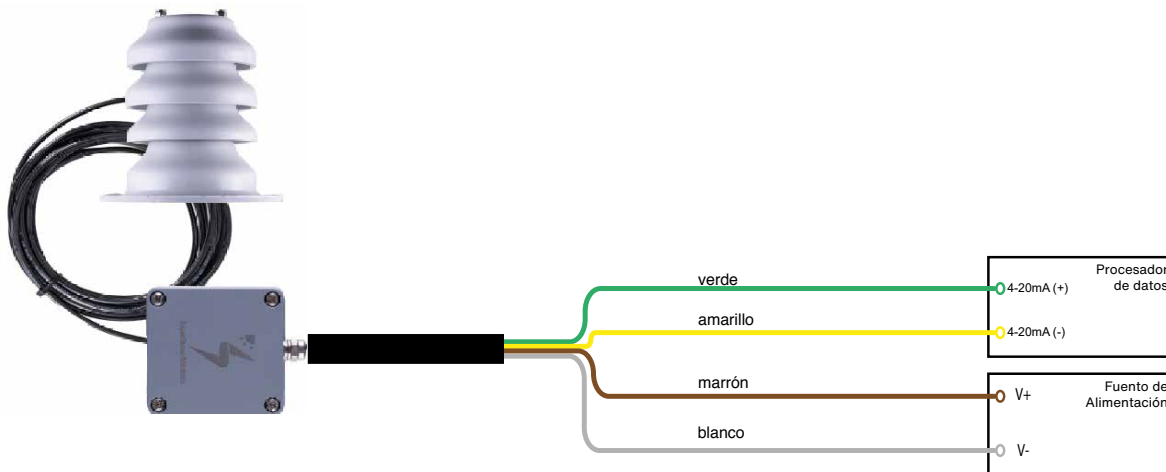 verde
Procesador
de datos
4-20mA (+)
amarillo
4-20mA (-)
marrón
Fuento de
Alimentación
V+
blanco
V-